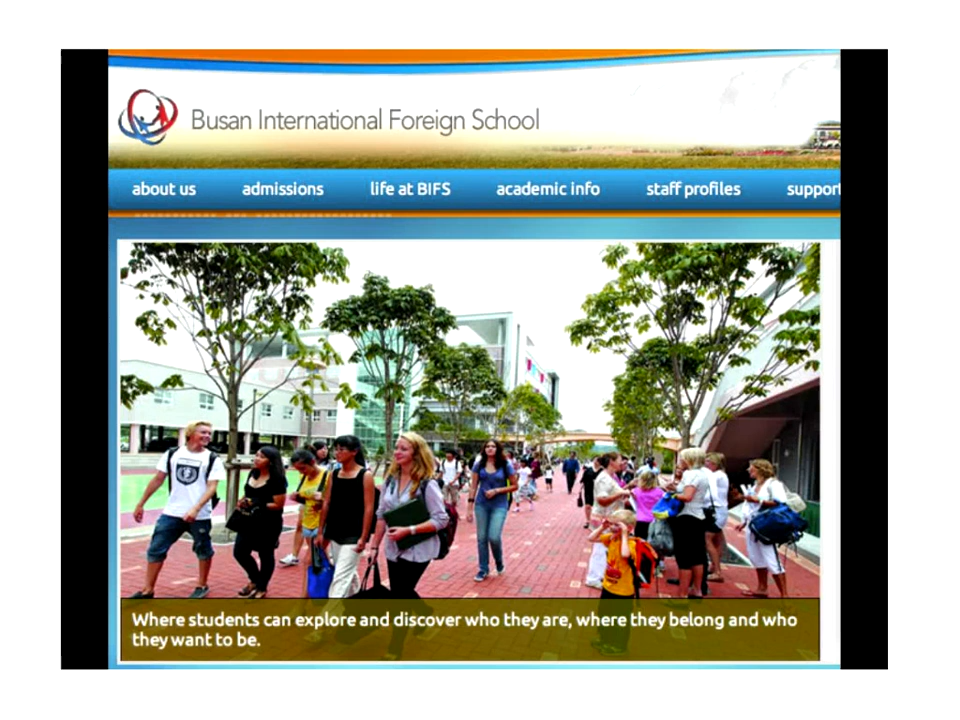 Busan International Foreign School
about us admissions life at BIFS academic info staff profiles support
Where students can explore and discover who they are, where they belong and who
they want to be.